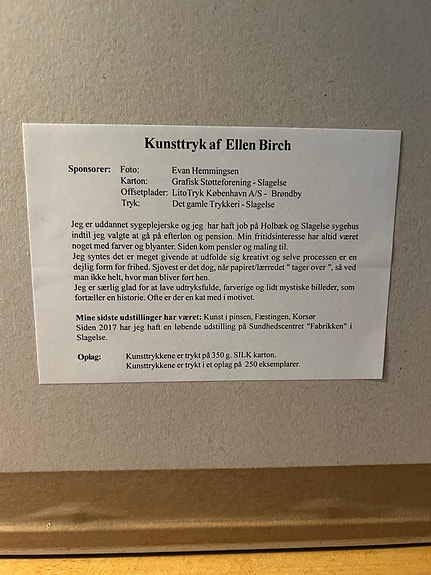 Kunsttryk af Ellen Birch
Sponsorer: Foto: Evan Hemmingsen
Karton: Grafisk Støtteforening - Slagelse
Offsetplader: LitoTryk København A/S - Brøndby
Tryk: Det gamle Trykkeri - Slagelse
Jeg er uddannet sygeplejerske og jeg har haft job på Holbæk og Slagelse sygehus
indtil jeg valgte at gå på efterløn og pension. Min fritidsinteresse har altid været
noget med farver og blyanter. Siden kom pensler og maling til.
Jeg syntes det er meget givende at udfolde sig kreativt og selve processen er en
dejlig form for frihed. Sjovest er det dog, når papiret/lærredet " tager over ", så ved
man ikke helt, hvor man bliver ført hen.
Jeg er særlig glad for at lave udtryksfulde, farverige og lidt mystiske billeder, som
fortæller en historie. Ofte er der en kat med i motivet.
Mine sidste udstillinger har været: Kunst i pinsen, Fæstingen, Korsør
Siden 2017 har jeg haft en løbende udstilling på Sundhedscentret "Fabrikken" i
Slagelse.
Oplag: Kunsttrykkene er trykt på 350 g. SILK karton.
Kunsttrykkene er trykt i et oplag på 250 eksemplarer.